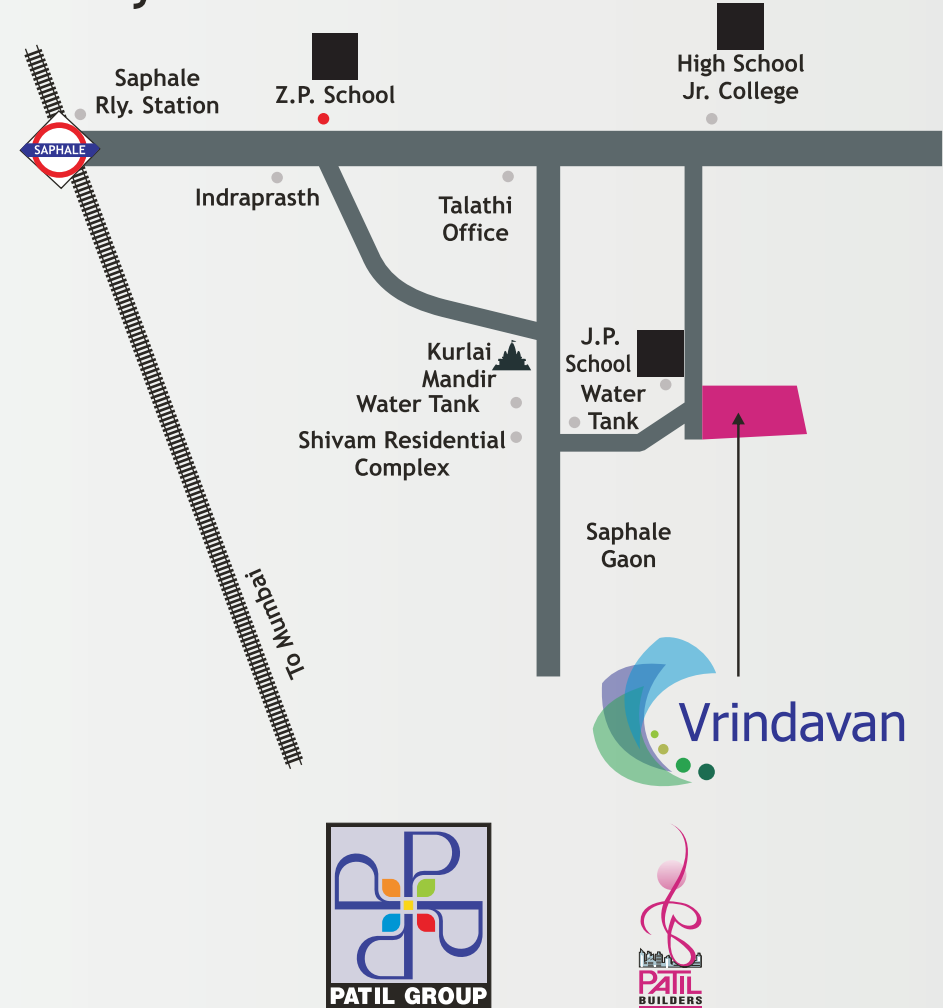 High School
Jr. College
Saphale
Rly. Station
Z.P. School
SAPHALE
Indraprasth
Talathi
Office
J.P.
School
Kurlai
Mandir
Water
Tank
Water Tank
Shivam Residential
Complex
Saphale
Gaon
To Mumbai
Vrindavan
PATIL GROUP
PATIL
BUILDERS